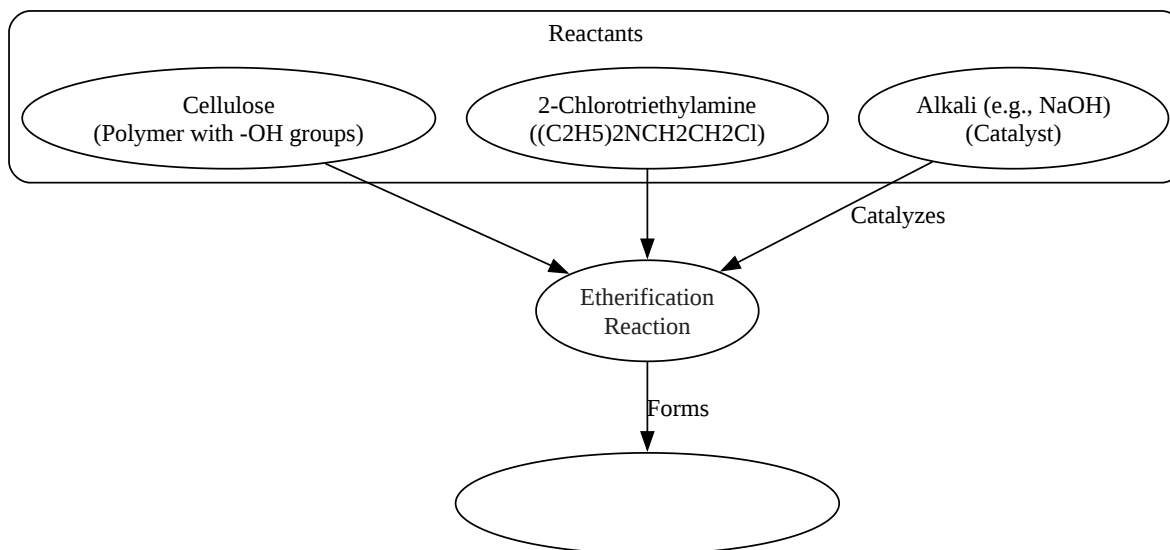 Reactants
Cellulose
(Polymer with -OH groups)
2-Chlorotriethylamine
((C2H5)2NCH2CH2Cl)
Alkali (e.g., NaOH)
(Catalyst)
Catalyzes
Etherification
Reaction
Forms